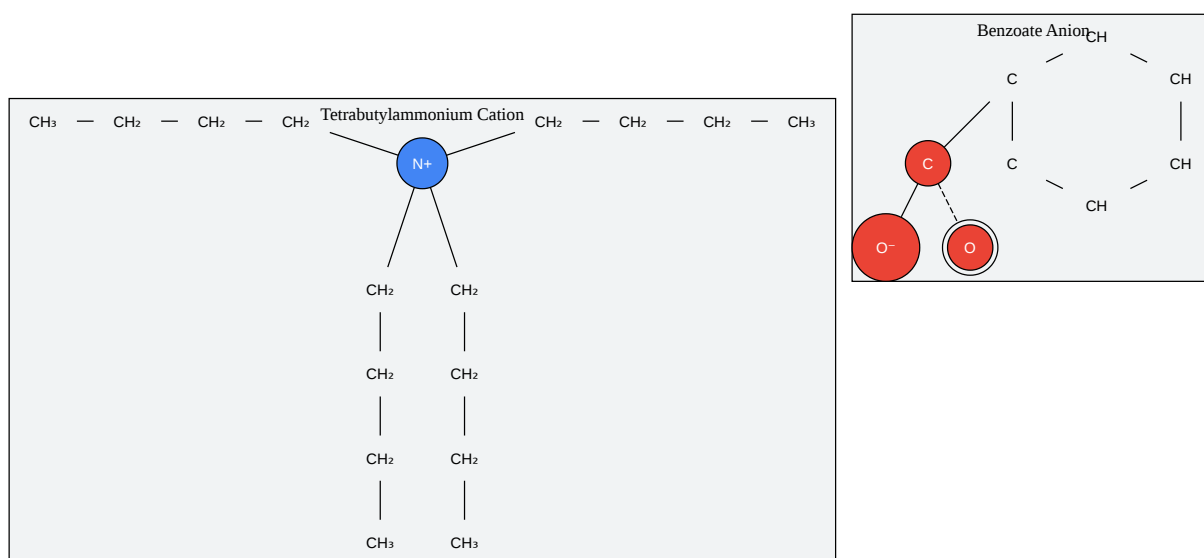 Tetrabutylammonium Cation
CH₃ CH₂ CH₂ CH₂ CH₂ CH₂ CH₂ CH₃
N+
CH₂ CH₂
CH₂ CH₂
CH₂ CH₂
CH₃ CH₃
Benzoate Anion
CH
C CH
C C CH
CH
O⁻ O